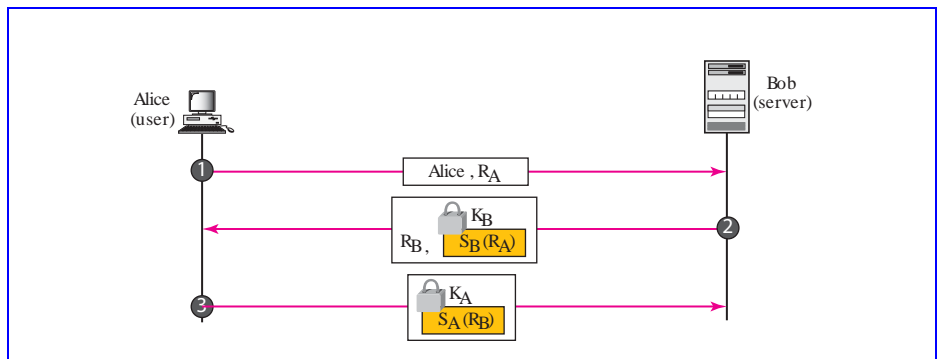 Alice
(user)
Bob
(server)
1
Alice , RA
KB
RB, SB(RA)
2
3
KA
SA(RB)